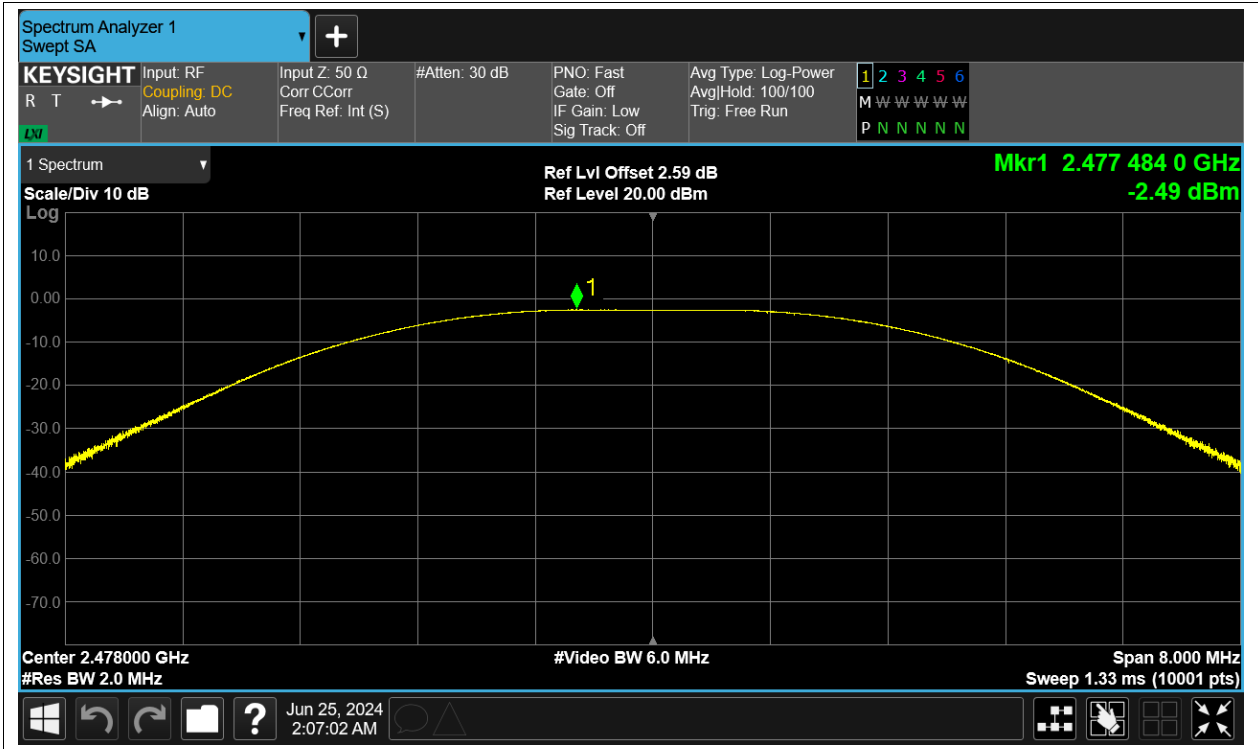 Spectrum Analyzer 1
Swept SA
+
KEYSIGHT
R T
LXI
Input: RF
Coupling: DC
Align: Auto
Input Z: 50 Ω
Corr CCorr
Freq Ref: Int (S)
#Atten: 30 dB
PNO: Fast
Gate: Off
IF Gain: Low
Sig Track: Off
Avg Type: Log-Power
Avg|Hold: 100/100
Trig: Free Run
1 2 3 4 5 6
M W W W W W
P N N N N N
1 Spectrum
Scale/Div 10 dB
Log
Ref Lvl Offset 2.59 dB
Ref Level 20.00 dBm
Mkr1 2.477 484 0 GHz
-2.49 dBm
10.0
0.00
-10.0
-20.0
-30.0
-40.0
-50.0
-60.0
-70.0
1
Center 2.478000 GHz
#Res BW 2.0 MHz
#Video BW 6.0 MHz
Span 8.000 MHz
Sweep 1.33 ms (10001 pts)
?
Jun 25, 2024
2:07:02 AM